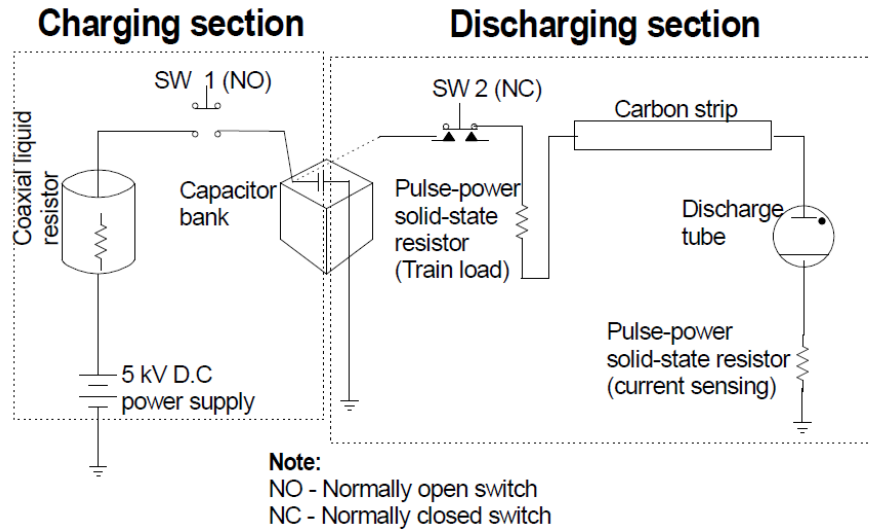 Charging section
Discharging section
SW 1 (NO)
SW 2 (NC)
Carbon strip
Coaxial liquid
resistor
Capacitor
bank
Pulse-power
solid-state
resistor
(Train load)
Discharge
tube
Pulse-power
solid-state resistor
(current sensing)
5 kV D.C
power supply
Note:
NO - Normally open switch
NC - Normally closed switch